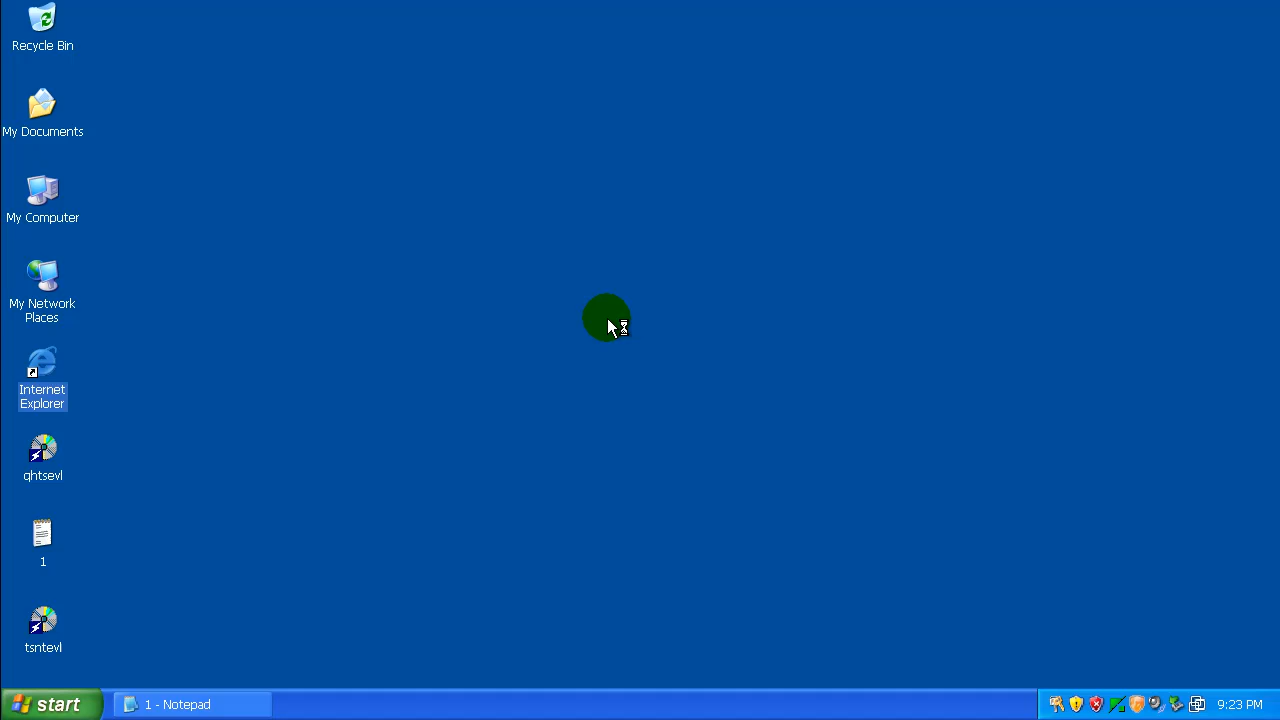 Recycle Bin
My Documents
My Computer
My Network
Places
Internet
Explorer
qhtsevl
1
tsntevl
start
1 - Notepad
9:23 PM